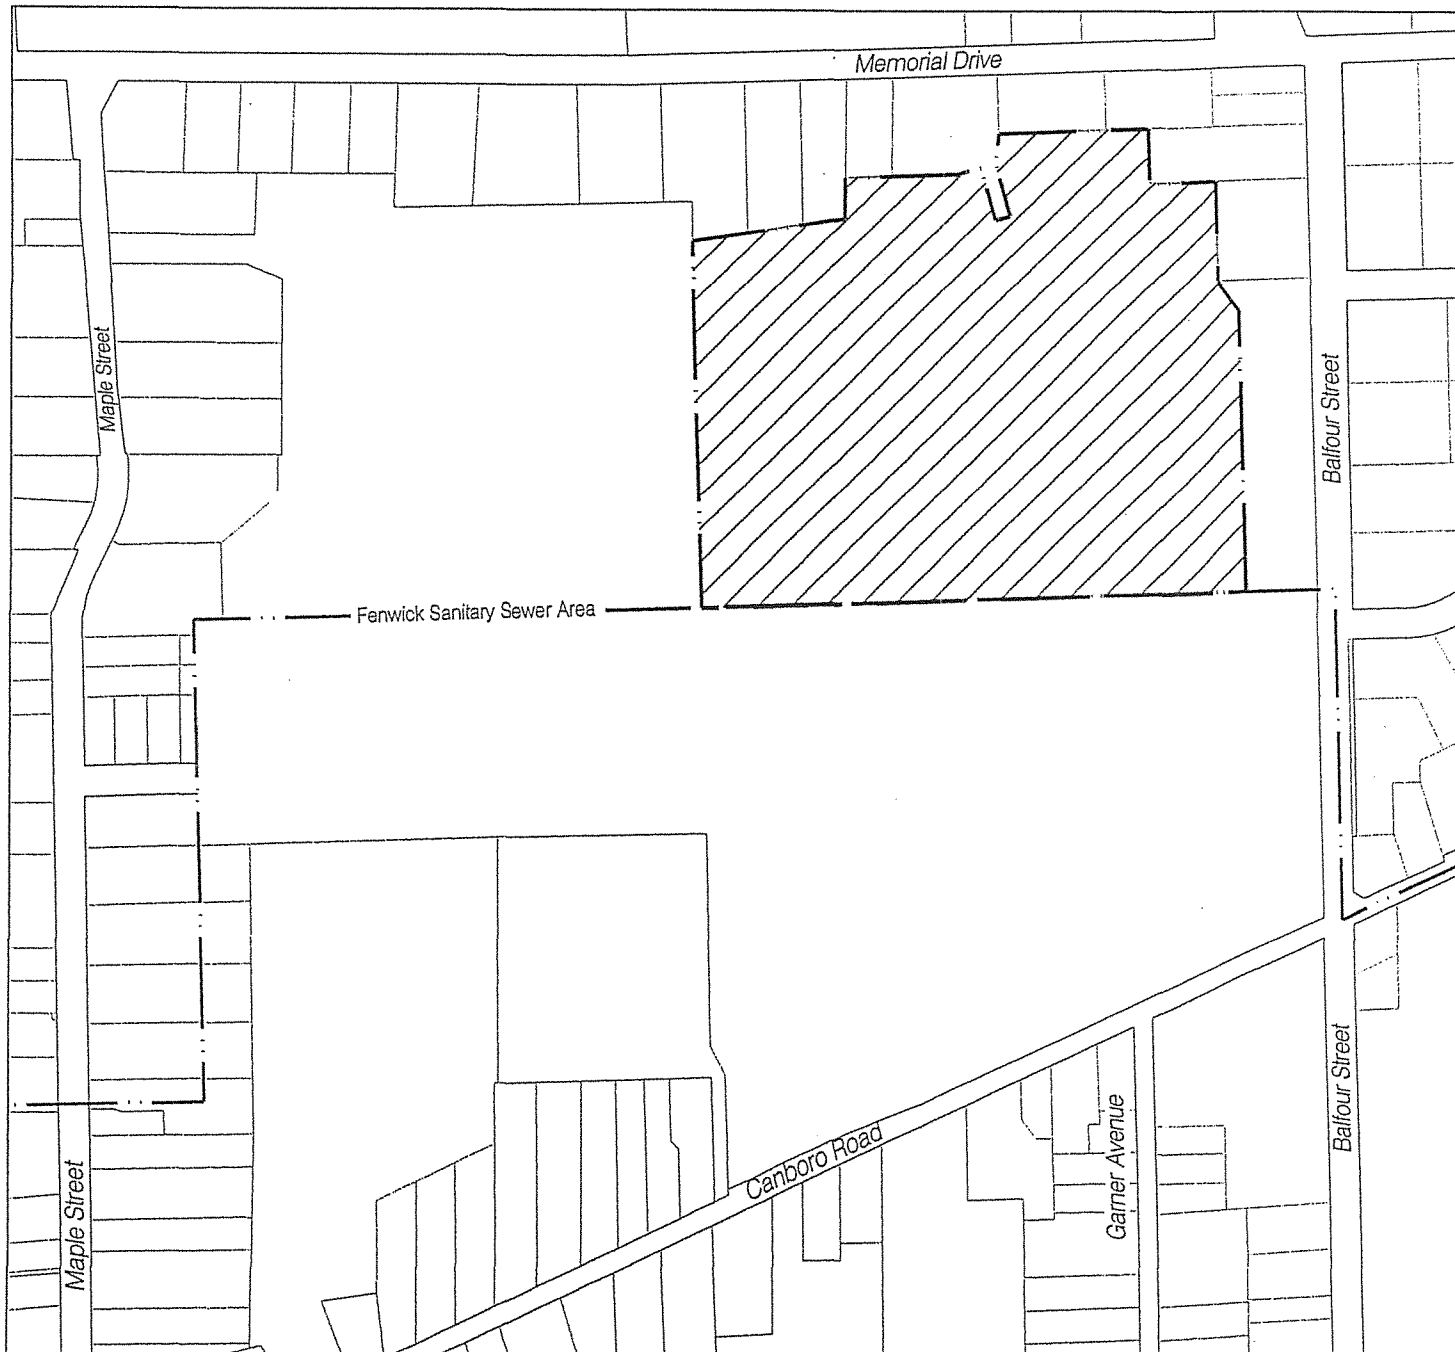 Memorial Drive
Maple Street
Balfour Street
Fenwick Sanitary Sewer Area
Balfour Street
Garner Avenue
Canboro Road
Maple Street